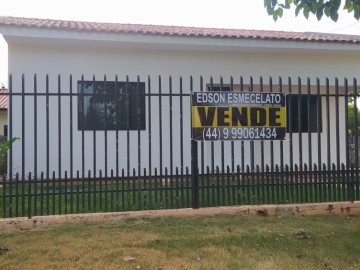 EDSON ESMECELATO
VENDE
(44) 9 99061434